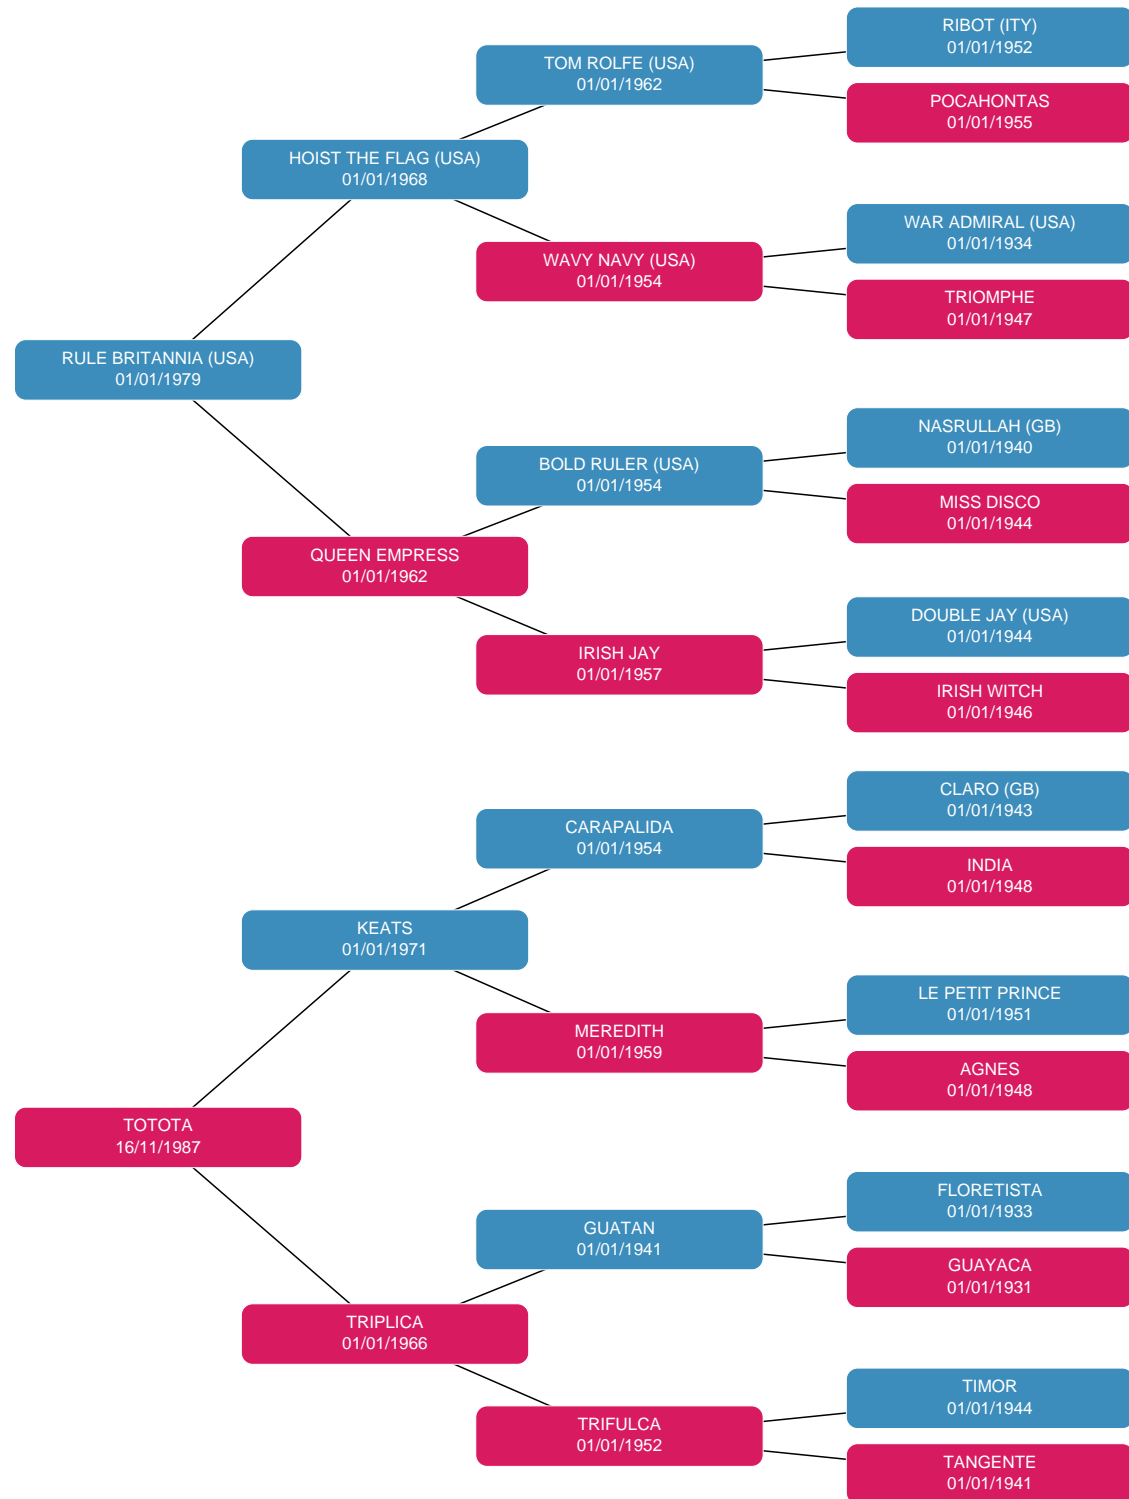 RIBOT (ITY)
01/01/1952
TOM ROLFE (USA)
01/01/1962
POCAHONTAS
01/01/1955
HOIST THE FLAG (USA)
01/01/1968
WAR ADMIRAL (USA)
01/01/1934
WAVY NAVY (USA)
01/01/1954
TRIOMPHE
01/01/1947
RULE BRITANNIA (USA)
01/01/1979
NASRULLAH (GB)
01/01/1940
BOLD RULER (USA)
01/01/1954
MISS DISCO
01/01/1944
QUEEN EMPRESS
01/01/1962
DOUBLE JAY (USA)
01/01/1944
IRISH JAY
01/01/1957
IRISH WITCH
01/01/1946
CLARO (GB)
01/01/1943
CARAPALIDA
01/01/1954
INDIA
01/01/1948
KEATS
01/01/1971
LE PETIT PRINCE
01/01/1951
MEREDITH
01/01/1959
AGNES
01/01/1948
TOTOTA
16/11/1987
FLORETISTA
01/01/1933
GUATAN
01/01/1941
GUAYACA
01/01/1931
TRIPLICA
01/01/1966
TIMOR
01/01/1944
TRIFULCA
01/01/1952
TANGENTE
01/01/1941